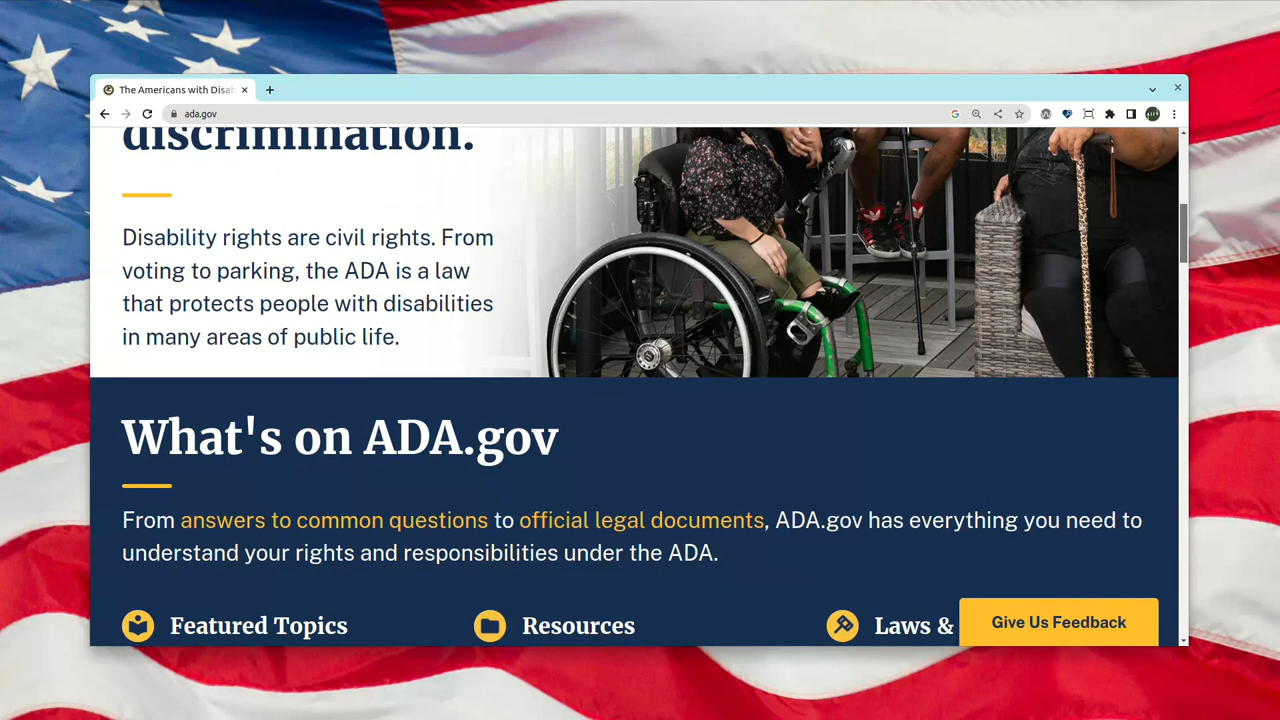 The Americans with Disab
ada.gov
discrimination.
Disability rights are civil rights. From
voting to parking, the ADA is a law
that protects people with disabilities
in many areas of public life.
What's on ADA.gov
From answers to common questions to official legal documents, ADA.gov has everything you need to
understand your rights and responsibilities under the ADA.
Featured Topics
Resources
Laws &
Give Us Feedback